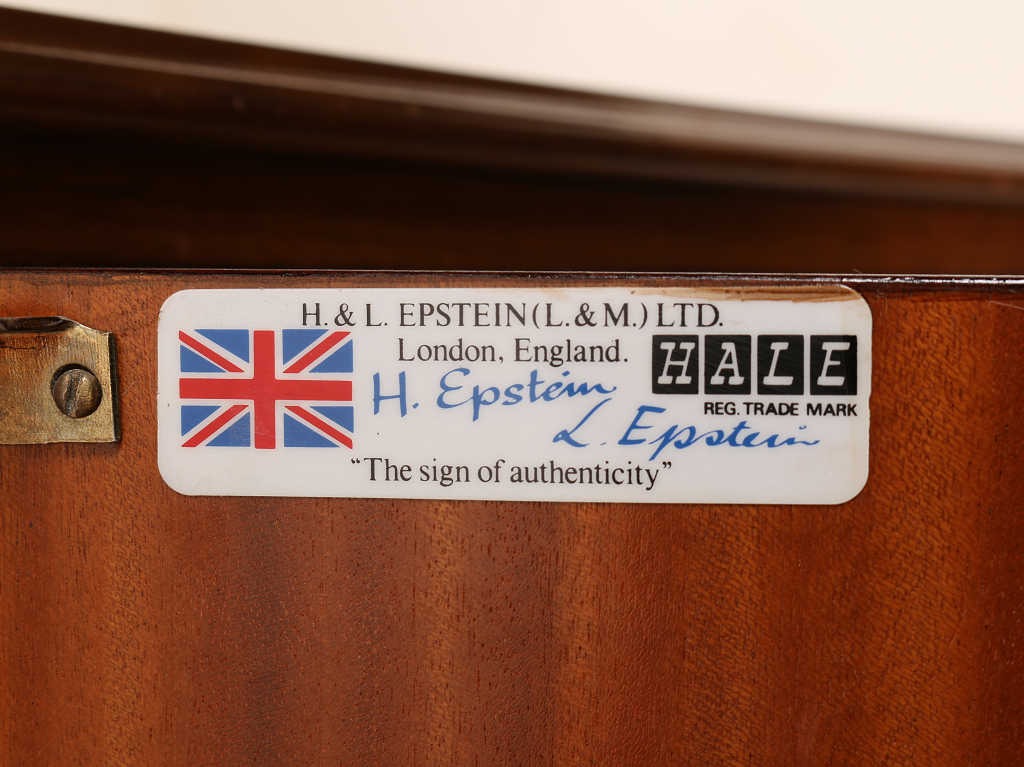 H. & L. EPSTEIN (L. & M.) LTD.
London, England.
HALE
REG. TRADE MARK
H. Epstein
L. Epstein
“The sign of authenticity”